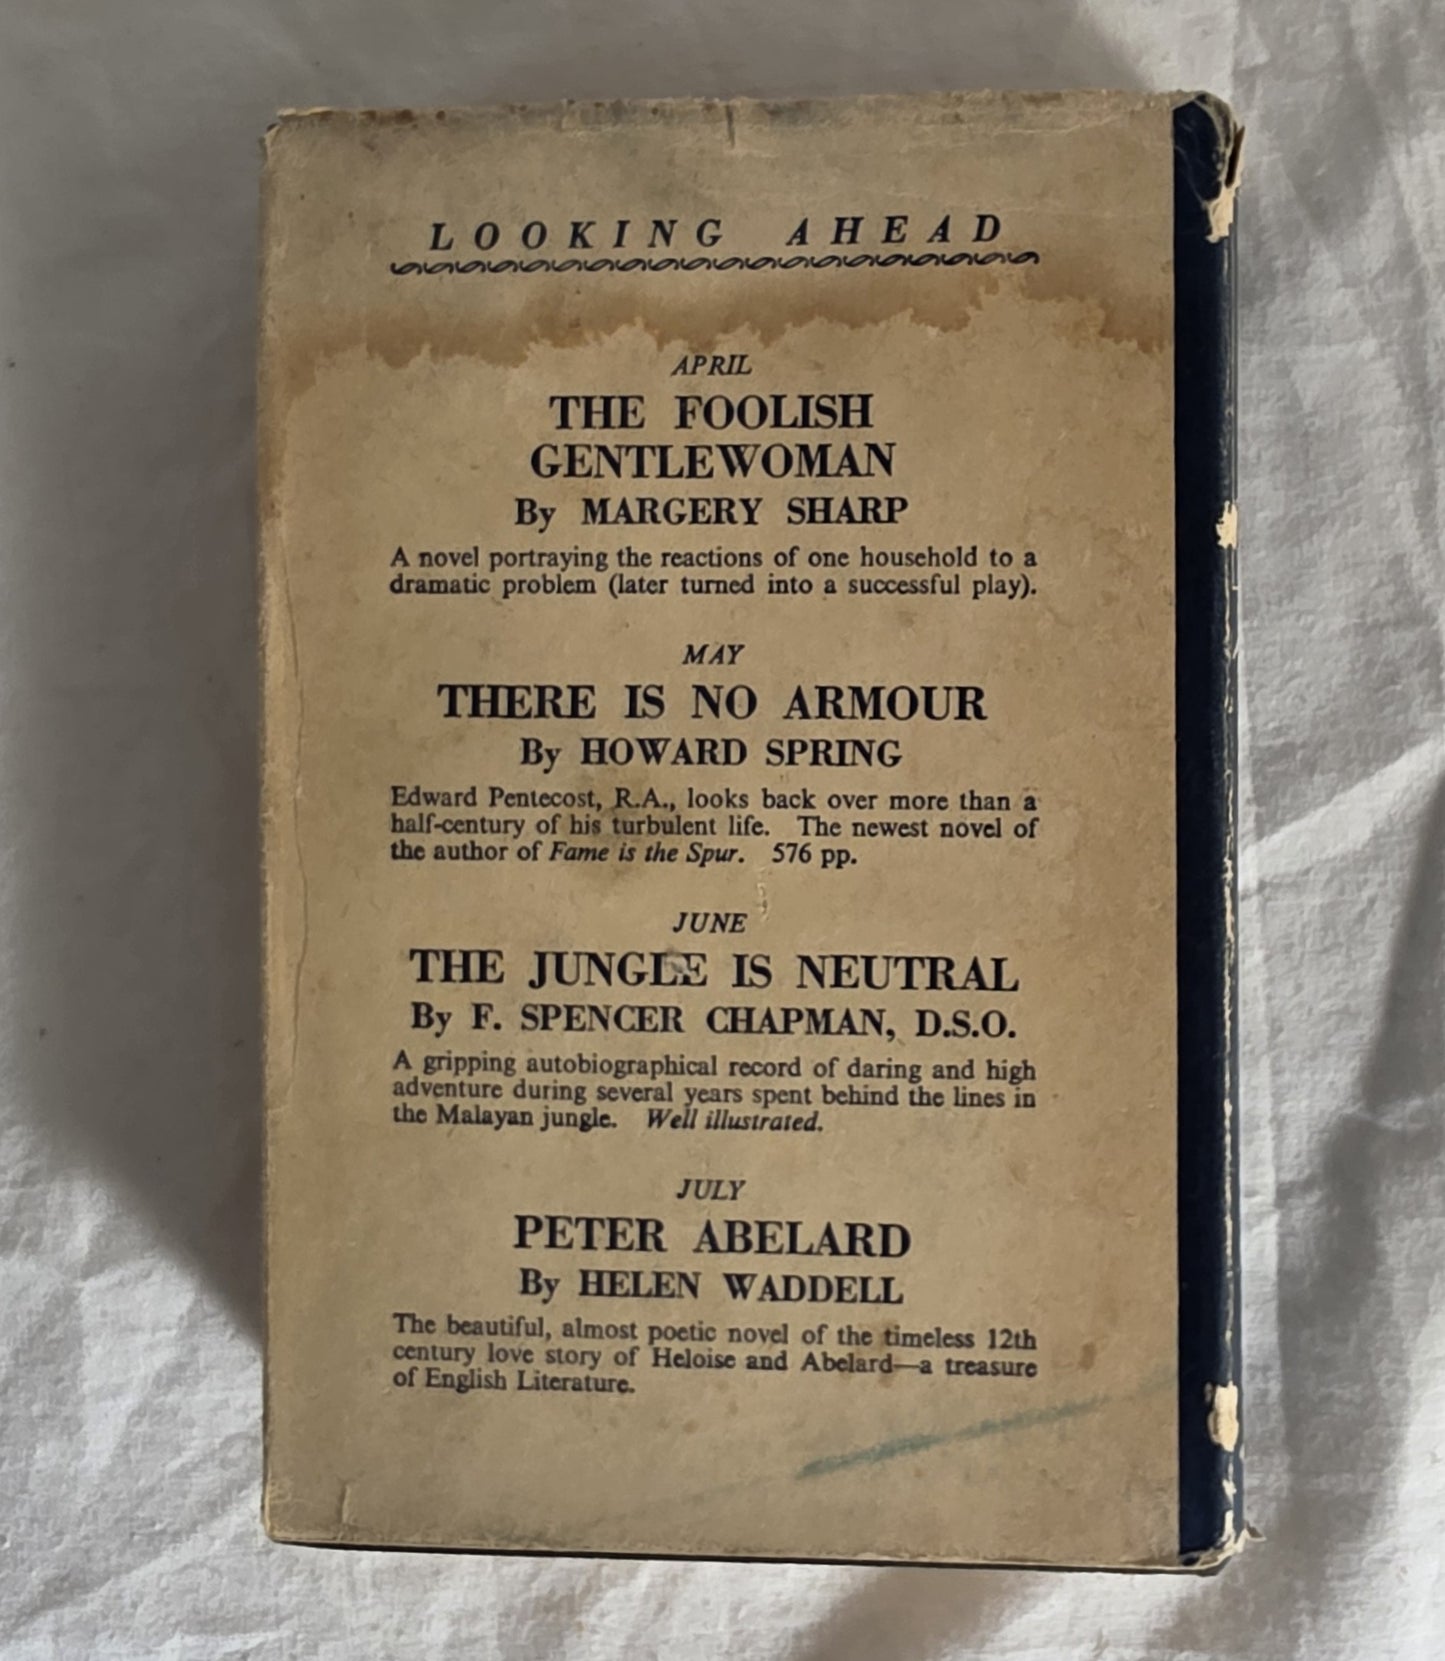 LOOKING AHEAD
APRIL
THE FOOLISH
GENTLEWOMAN
By MARGERY SHARP
A novel portraying the reactions of one household to a
dramatic problem (later turned into a successful play).
MAY
THERE IS NO ARMOUR
By HOWARD SPRING
Edward Pentecost, R.A., looks back over more than a
half-century of his turbulent life. The newest novel of
the author of Fame is the Spur. 576 pp.
JUNE
THE JUNGLE IS NEUTRAL
By F. SPENCER CHAPMAN, D.S.O.
A gripping autobiographical record of daring and high
adventure during several years spent behind the lines in
the Malayan jungle. Well illustrated.
JULY
PETER ABELARD
By HELEN WADDELL
The beautiful, almost poetic novel of the timeless 12th
century love story of Heloise and Abelard—a treasure
of English Literature.